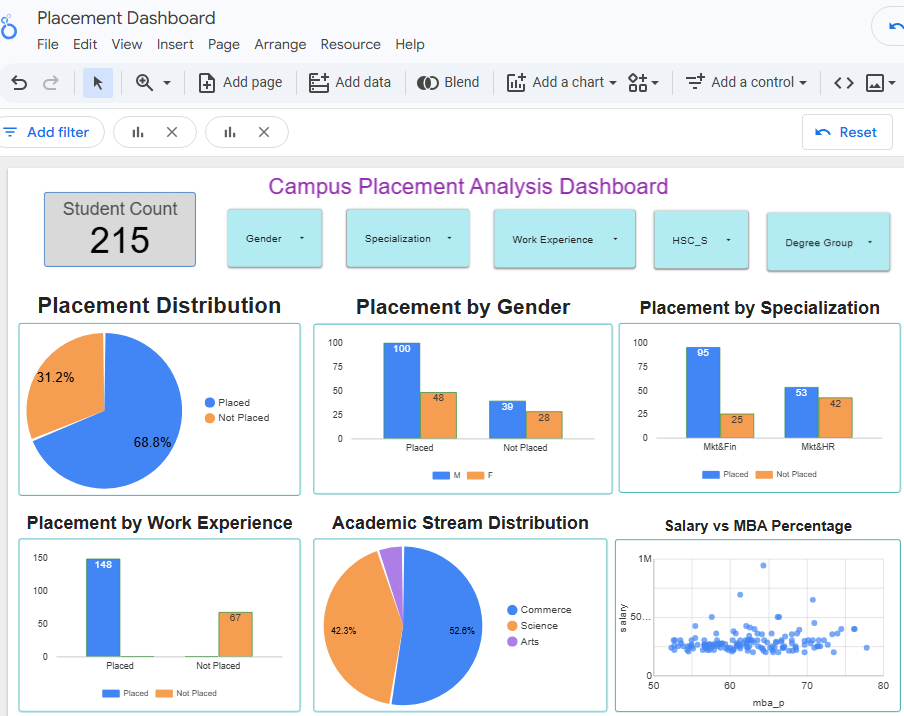 Placement Dashboard
File Edit View Insert Page Arrange Resource Help
Add page Add data Blend Add a chart Add a control
Add filter Reset
Campus Placement Analysis Dashboard
Student Count
215
Gender Specialization Work Experience HSC_S Degree Group
Placement Distribution
31.2%
68.8%
Placed
Not Placed
Placement by Gender
100
75
50
25
0
100 48 39 28
Placed Not Placed
M F
Placement by Specialization
100
75
50
25
0
95 25 53 42
Mkt&Fin Mkt&HR
Placed Not Placed
Placement by Work Experience
150
100
50
0
148 67
Placed Not Placed
Placed Not Placed
Academic Stream Distribution
42.3% 52.6%
Commerce
Science
Arts
Salary vs MBA Percentage
salary
1M
50...
0
50 60 70 80
mba_p